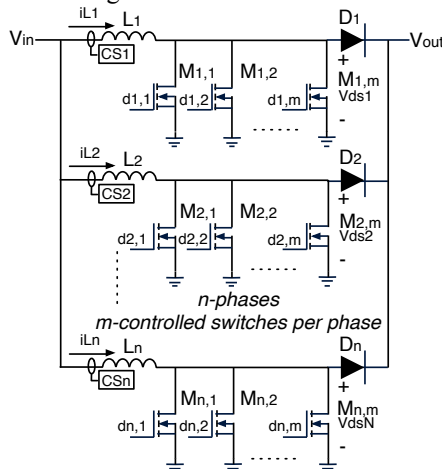 iL1 L1 D1
Vin Vout
CS1
M1,1 M1,2 + M1,m
Vds1
d1,1 d1,2 d1,m
........ -
iL2 L2 D2
CS2
M2,1 M2,2 + M2,m
Vds2
d2,1 d2,2 d2,m
........ -
n-phases
m-controlled switches per phase
iLn Ln Dn
CSn
Mn,1 Mn,2 + Mn,m
VdsN
dn,1 dn,2 dn,m
........ -